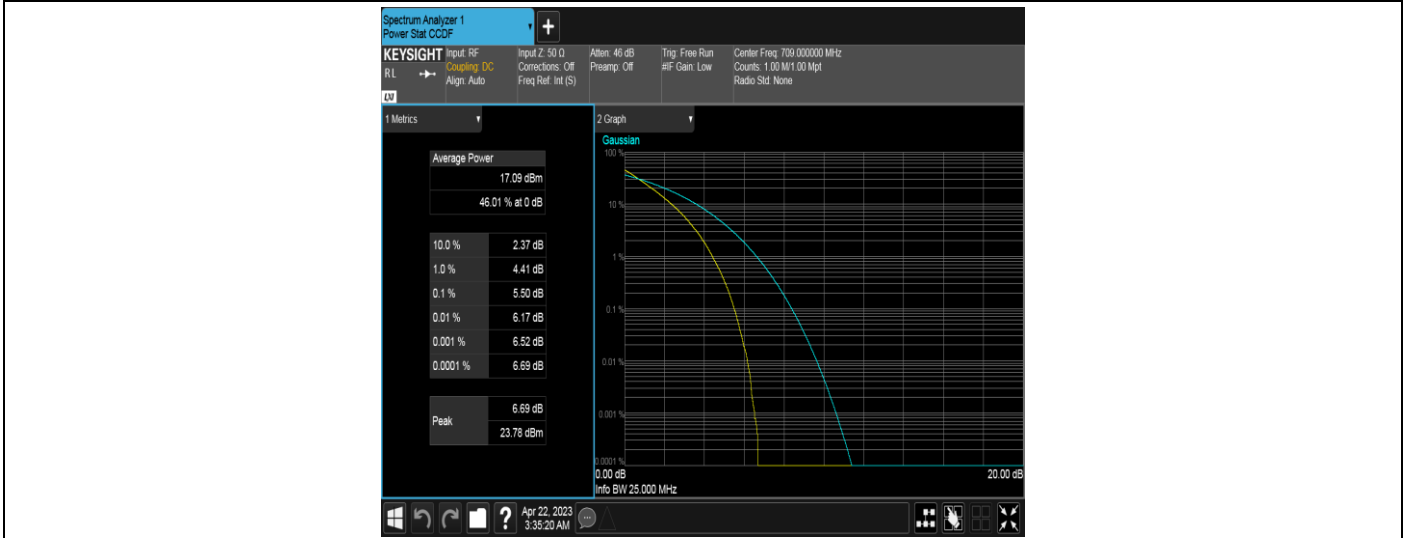 Spectrum Analyzer 1
Power Stat CCDF
+
KEYSIGHT
RL
LXI
Input: RF
Coupling: DC
Align: Auto
Input Z: 50 Ω
Corrections: Off
Freq Ref: Int (S)
Atten: 46 dB
Preamp: Off
Trig: Free Run
#IF Gain: Low
Center Freq: 709.000000 MHz
Counts: 1.00 M/1.00 Mpt
Radio Std: None
1 Metrics
Average Power
17.09 dBm
46.01 % at 0 dB
10.0 % 2.37 dB
1.0 % 4.41 dB
0.1 % 5.50 dB
0.01 % 6.17 dB
0.001 % 6.52 dB
0.0001 % 6.69 dB
Peak
6.69 dB
23.78 dBm
2 Graph
Gaussian
100 %
10 %
1 %
0.1 %
0.01 %
0.001 %
0.0001 %
0.00 dB 20.00 dB
Info BW 25.000 MHz
?
Apr 22, 2023
3:35:20 AM